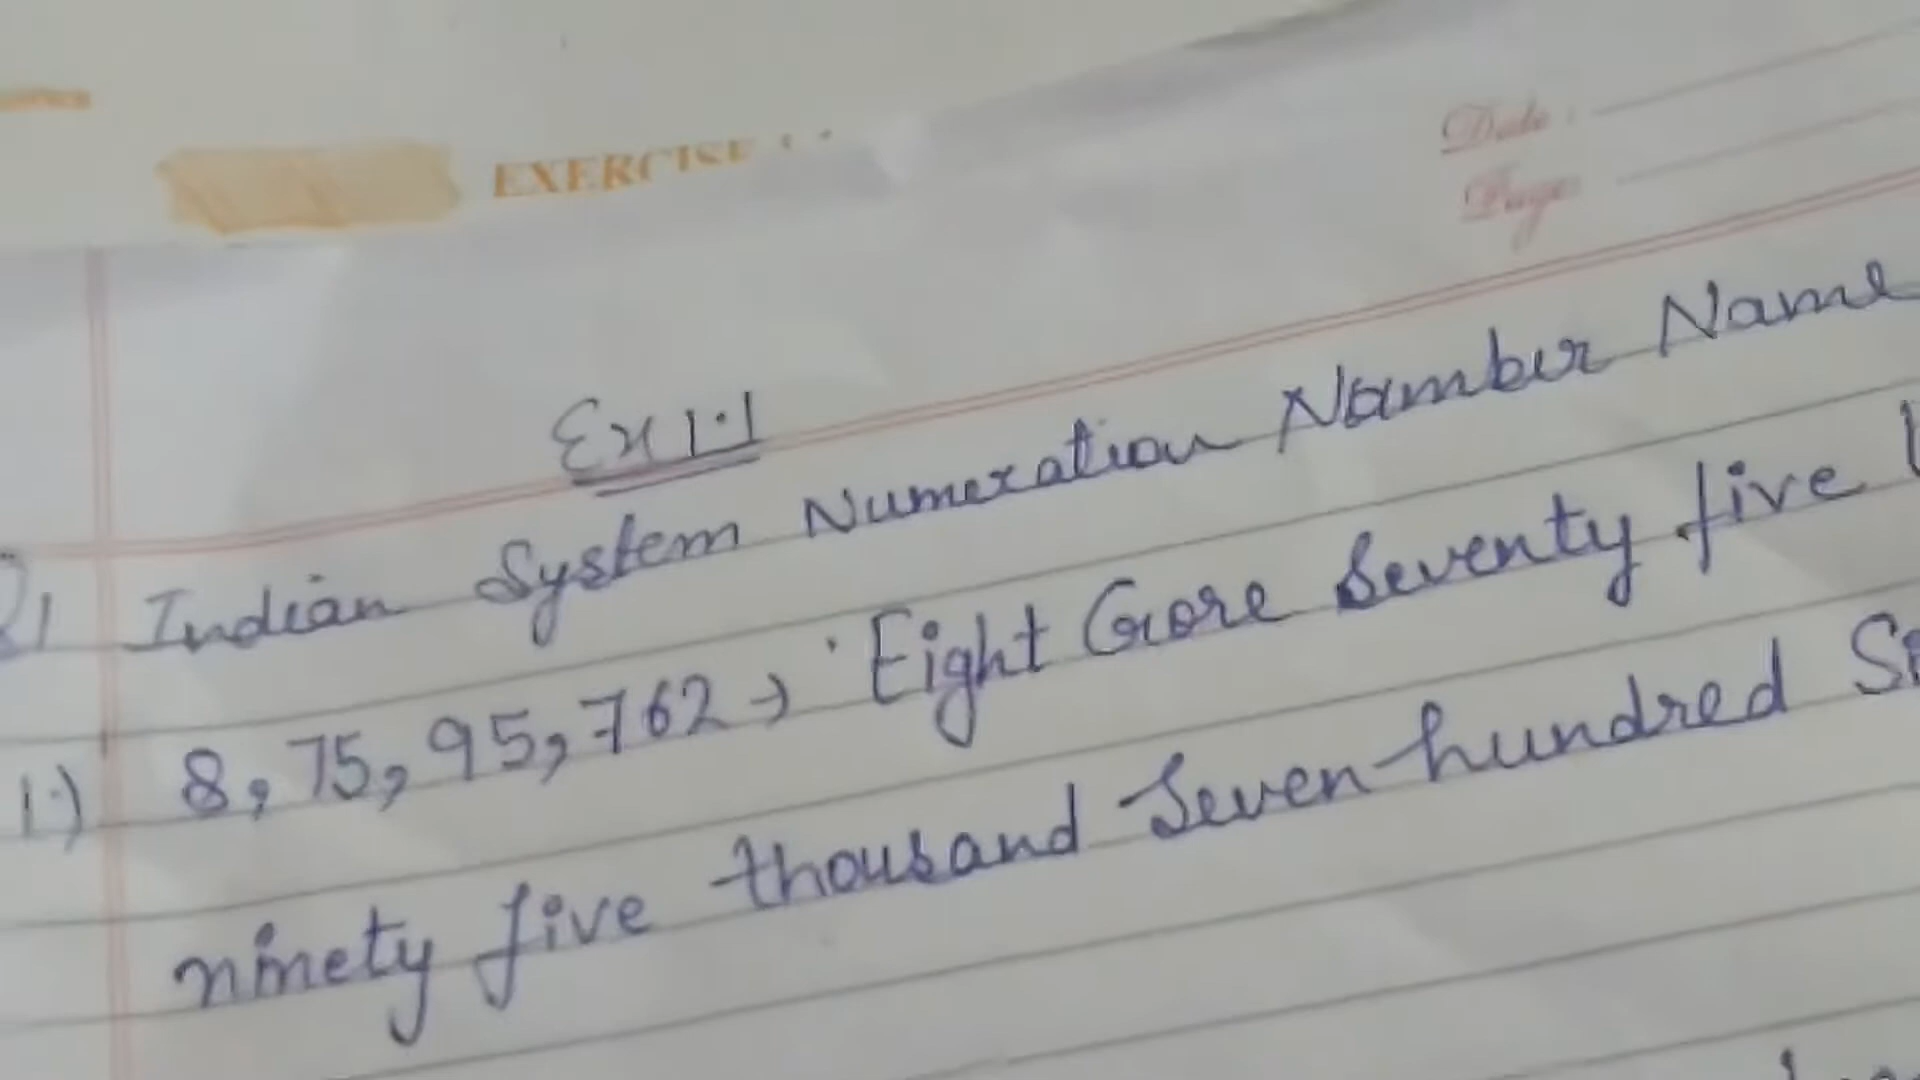 EXERCISE
Date :
Page:
Ex 1.1
Q1 Indian System Numeration Number Name
1.) 8,75,95,762 → Eight Crore Seventy five
ninety five thousand Seven hundred